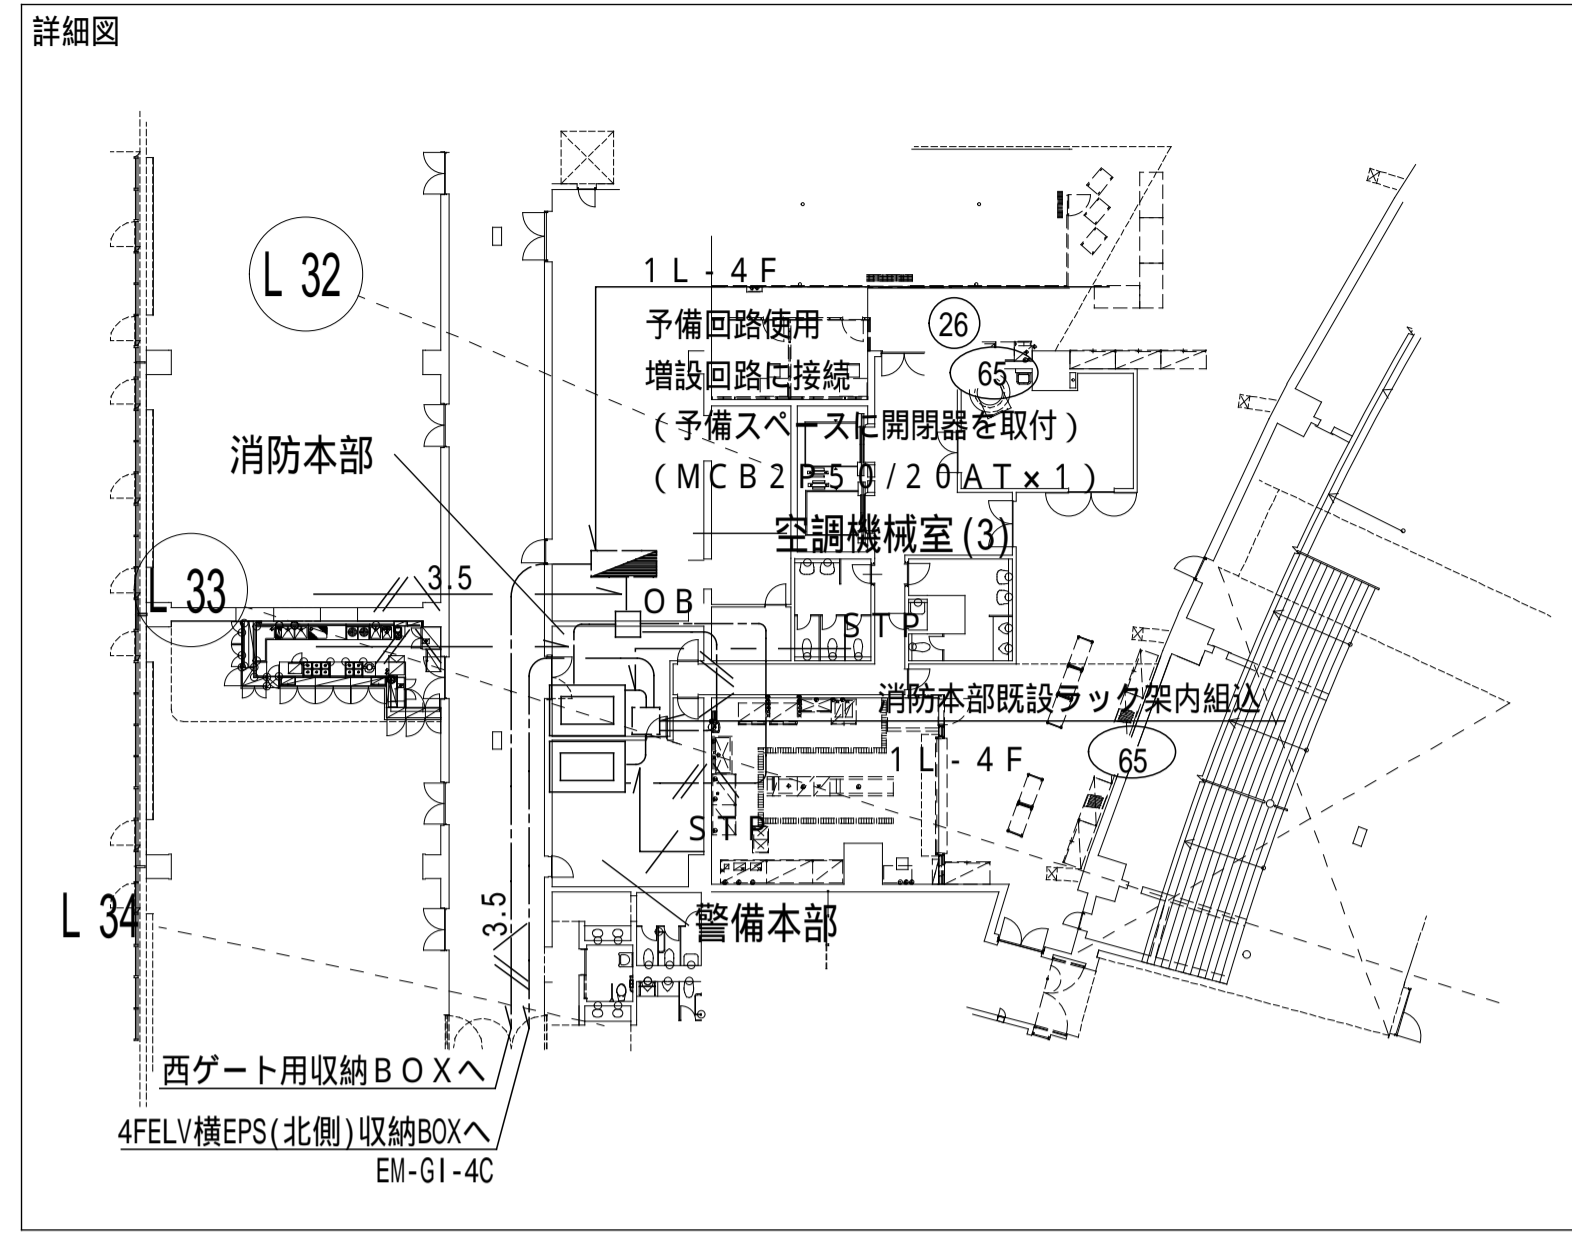 詳細図
L 32
1L-4F
予備回路使用
増設回路に接続
(予備スペースに開閉器を取付)
(MCB2P50/20AT×1)
26
65
消防本部
空調機械室(3)
L 33
3.5
OB
STP
消防本部既設ラック架内組込
1L-4F
65
STP
L 34
3.5
警備本部
西ゲート用収納BOXへ
4FELV横EPS(北側)収納BOXへ
EM-GI-4C